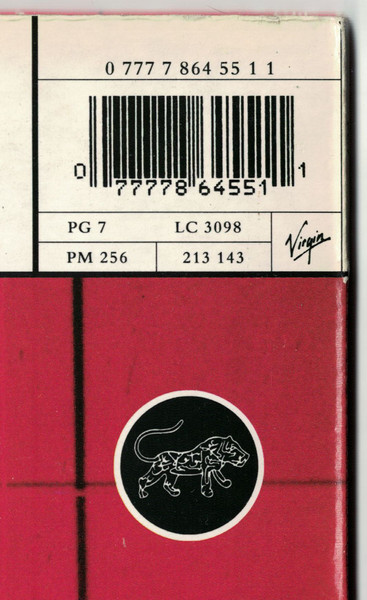 0 777 7 864 55 1 1
0 77778 64551 1
PG 7 LC 3098
PM 256 213 143
Virgin